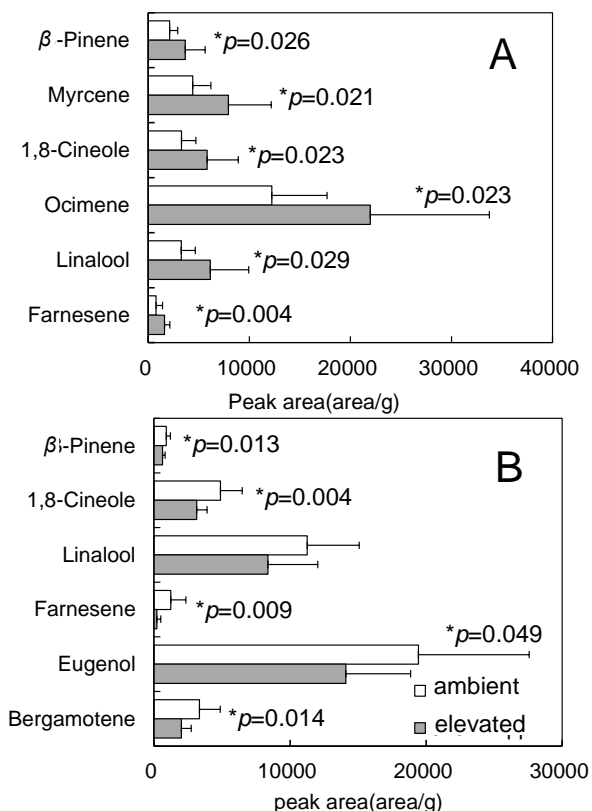 A
β-Pinene *p=0.026
Myrcene *p=0.021
1,8-Cineole *p=0.023
Ocimene *p=0.023
Linalool *p=0.029
Farnesene *p=0.004
0 10000 20000 30000 40000
Peak area(area/g)
B
β-Pinene *p=0.013
1,8-Cineole *p=0.004
Linalool
Farnesene *p=0.009
Eugenol *p=0.049
ambient
Bergamotene *p=0.014
elevated
0 10000 20000 30000
peak area(area/g)